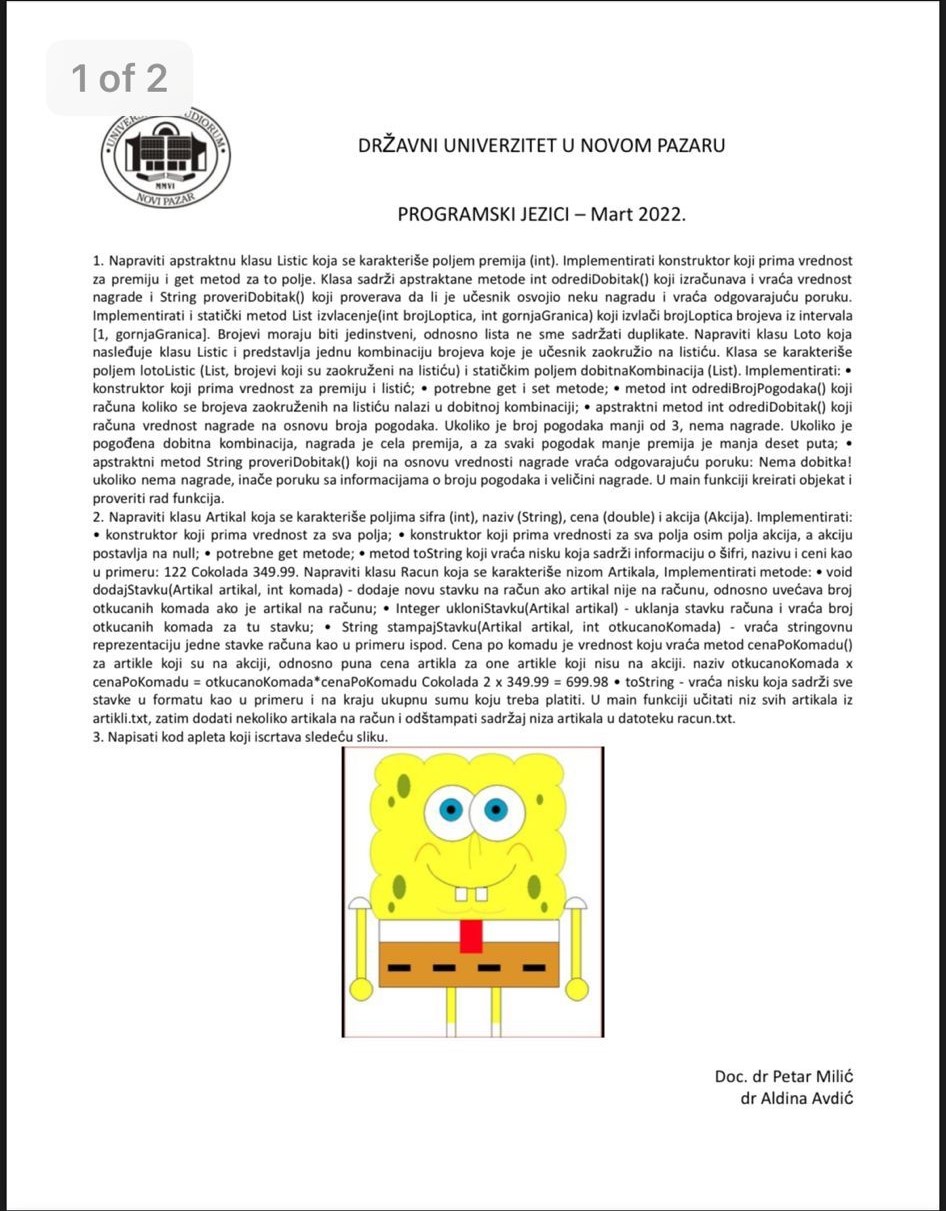 1 of 2
UNIVERSITAS STUDIORUM
MMVI
NOVI PAZAR
DRŽAVNI UNIVERZITET U NOVOM PAZARU
PROGRAMSKI JEZICI – Mart 2022.
1. Napraviti apstraktnu klasu Listic koja se karakteriše poljem premija (int). Implementirati konstruktor koji prima vrednost
za premiju i get metod za to polje. Klasa sadrži apstraktane metode int odrediDobitak() koji izračunava i vraća vrednost
nagrade i String proveriDobitak() koji proverava da li je učesnik osvojio neku nagradu i vraća odgovarajuću poruku.
Implementirati i statički metod List izvlacenje(int brojLoptica, int gornjaGranica) koji izvlači brojLoptica brojeva iz intervala
[1, gornjaGranica]. Brojevi moraju biti jedinstveni, odnosno lista ne sme sadržati duplikate. Napraviti klasu Loto koja
nasleđuje klasu Listic i predstavlja jednu kombinaciju brojeva koje je učesnik zaokružio na listiću. Klasa se karakteriše
poljem lotoListic (List, brojevi koji su zaokruženi na listiću) i statičkim poljem dobitnaKombinacija (List). Implementirati: •
konstruktor koji prima vrednost za premiju i listić; • potrebne get i set metode; • metod int odrediBrojPogodaka() koji
računa koliko se brojeva zaokruženih na listiću nalazi u dobitnoj kombinaciji; • apstraktni metod int odrediDobitak() koji
računa vrednost nagrade na osnovu broja pogodaka. Ukoliko je broj pogodaka manji od 3, nema nagrade. Ukoliko je
pogođena dobitna kombinacija, nagrada je cela premija, a za svaki pogodak manje premija je manja deset puta; •
apstraktni metod String proveriDobitak() koji na osnovu vrednosti nagrade vraća odgovarajuću poruku: Nema dobitka!
ukoliko nema nagrade, inače poruku sa informacijama o broju pogodaka i veličini nagrade. U main funkciji kreirati objekat i
proveriti rad funkcija.
2. Napraviti klasu Artikal koja se karakteriše poljima sifra (int), naziv (String), cena (double) i akcija (Akcija). Implementirati:
• konstruktor koji prima vrednost za sva polja; • konstruktor koji prima vrednosti za sva polja osim polja akcija, a akciju
postavlja na null; • potrebne get metode; • metod toString koji vraća nisku koja sadrži informaciju o šifri, nazivu i ceni kao
u primeru: 122 Cokolada 349.99. Napraviti klasu Racun koja se karakteriše nizom Artikala, Implementirati metode: • void
dodajStavku(Artikal artikal, int komada) - dodaje novu stavku na račun ako artikal nije na računu, odnosno uvećava broj
otkucanih komada ako je artikal na računu; • Integer ukloniStavku(Artikal artikal) - uklanja stavku računa i vraća broj
otkucanih komada za tu stavku; • String stampajStavku(Artikal artikal, int otkucanoKomada) - vraća stringovnu
reprezentaciju jedne stavke računa kao u primeru ispod. Cena po komadu je vrednost koju vraća metod cenaPoKomadu()
za artikle koji su na akciji, odnosno puna cena artikla za one artikle koji nisu na akciji. naziv otkucanoKomada x
cenaPoKomadu = otkucanoKomada*cenaPoKomadu Cokolada 2 x 349.99 = 699.98 • toString - vraća nisku koja sadrži sve
stavke u formatu kao u primeru i na kraju ukupnu sumu koju treba platiti. U main funkciji učitati niz svih artikala iz
artikli.txt, zatim dodati nekoliko artikala na račun i odštampati sadržaj niza artikala u datoteku racun.txt.
3. Napisati kod apleta koji iscrtava sledeću sliku.
Doc. dr Petar Milić
dr Aldina Avdić